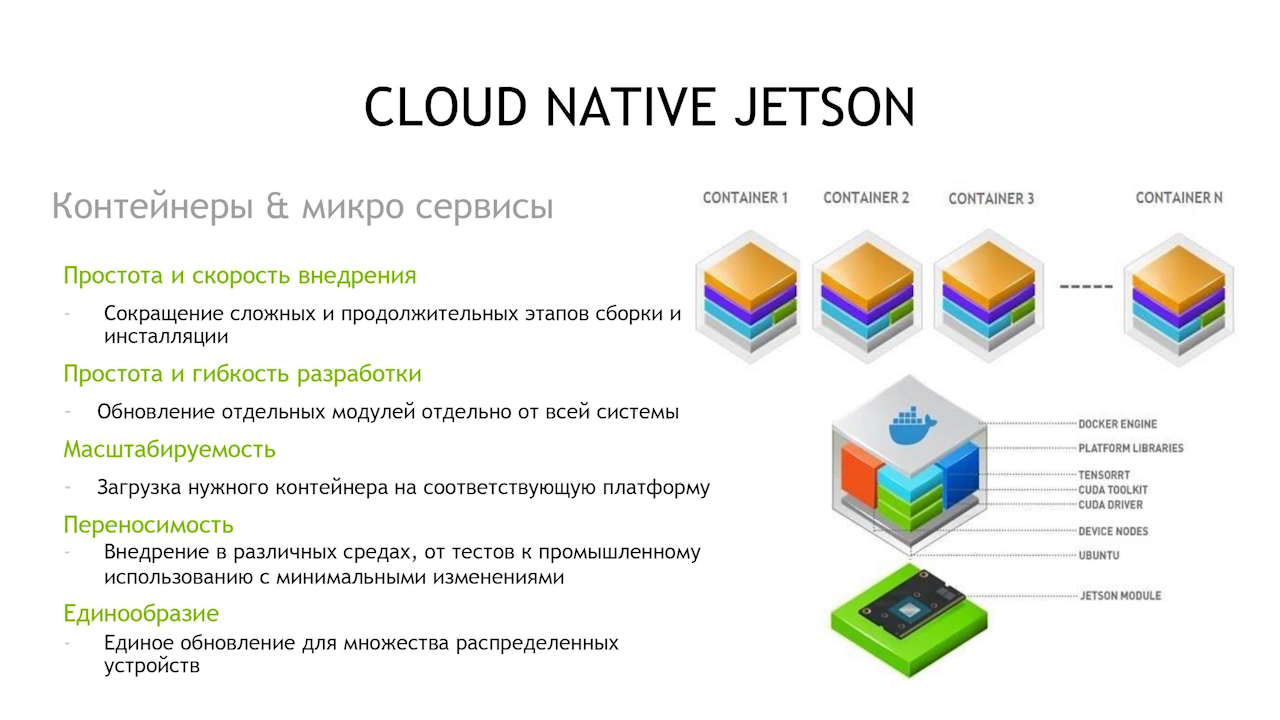 CLOUD NATIVE JETSON
Контейнеры & микро сервисы
Простота и скорость внедрения
- Сокращение сложных и продолжительных этапов сборки и
инсталляции
Простота и гибкость разработки
- Обновление отдельных модулей отдельно от всей системы
Масштабируемость
- Загрузка нужного контейнера на соответствующую платформу
Переносимость
- Внедрение в различных средах, от тестов к промышленному
использованию с минимальными изменениями
Единообразие
- Единое обновление для множества распределенных
устройств
CONTAINER 1
CONTAINER 2
CONTAINER 3
CONTAINER N
DOCKER ENGINE
PLATFORM LIBRARIES
TENSORRT
CUDA TOOLKIT
CUDA DRIVER
DEVICE NODES
UBUNTU
JETSON MODULE